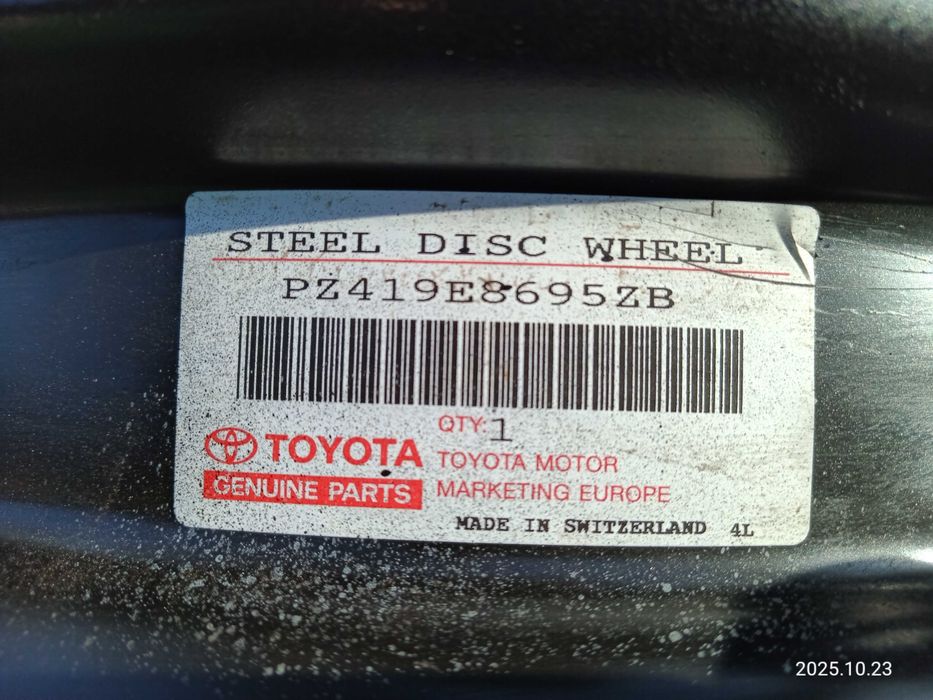 STEEL DISC WHEEL
PZ419E8695ZB
QTY: 1
TOYOTA
TOYOTA MOTOR
GENUINE PARTS
MARKETING EUROPE
MADE IN SWITZERLAND 4L
2025.10.23